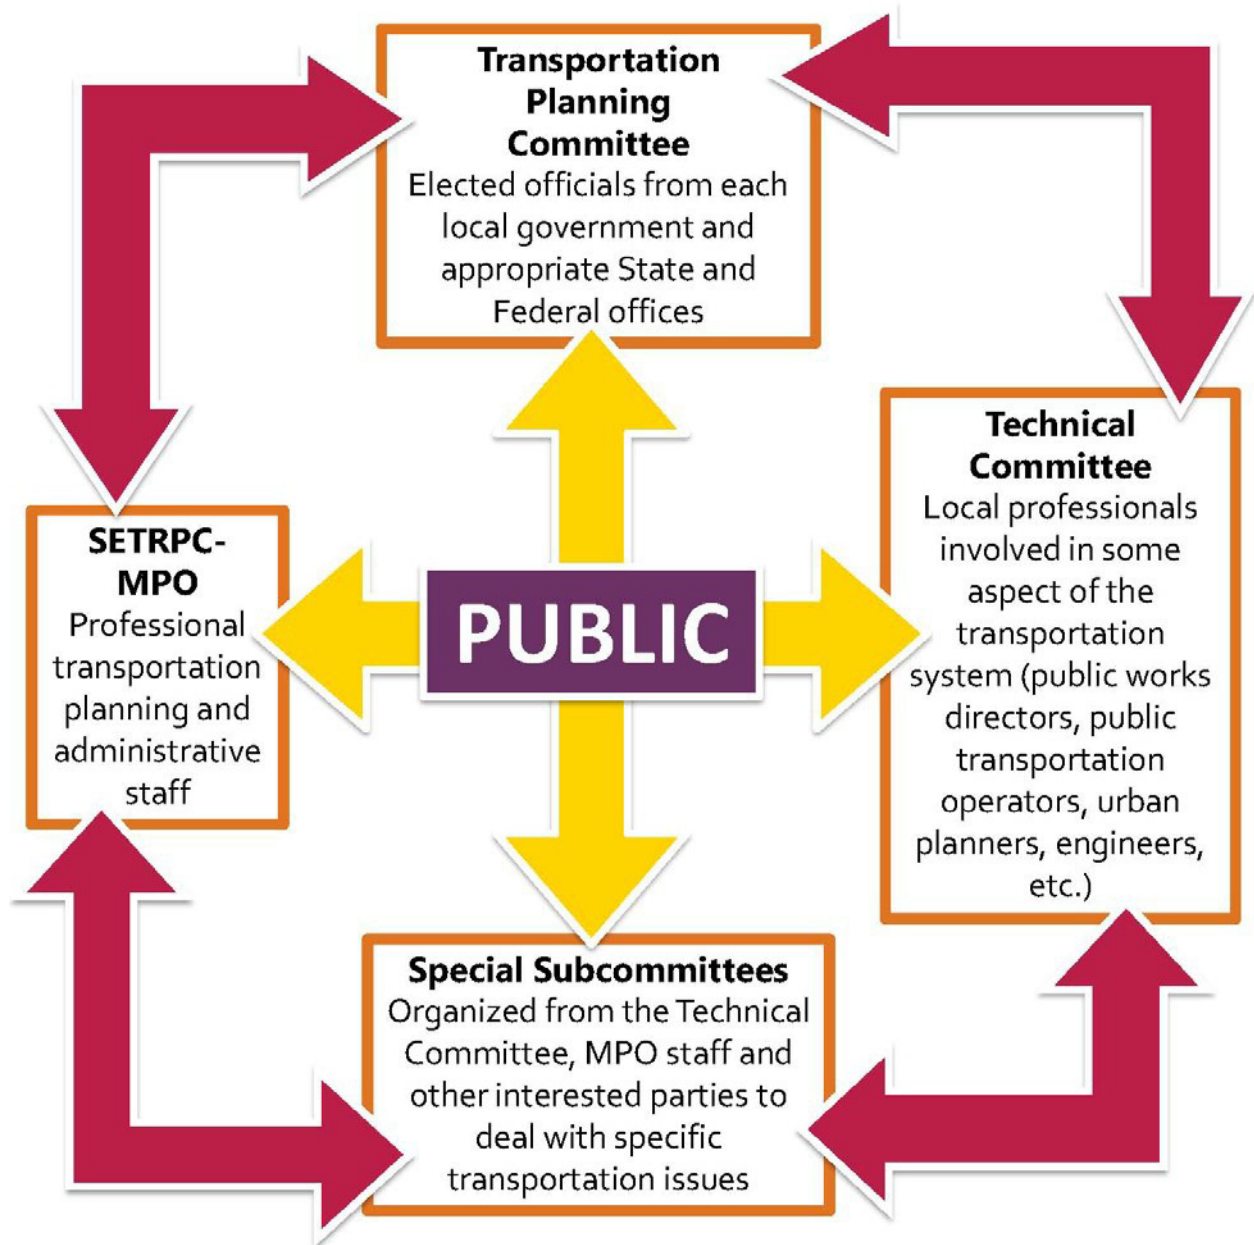 Transportation
Planning
Committee
Elected officials from each
local government and
appropriate State and
Federal offices
Technical
Committee
Local professionals
involved in some
aspect of the
transportation
system (public works
directors, public
transportation
operators, urban
planners, engineers,
etc.)
SETRPC-
MPO
Professional
transportation
planning and
administrative
staff
PUBLIC
Special Subcommittees
Organized from the Technical
Committee, MPO staff and
other interested parties to
deal with specific
transportation issues